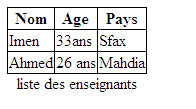 Nom Age Pays
Imen 33ans Sfax
Ahmed 26 ans Mahdia
liste des enseignants